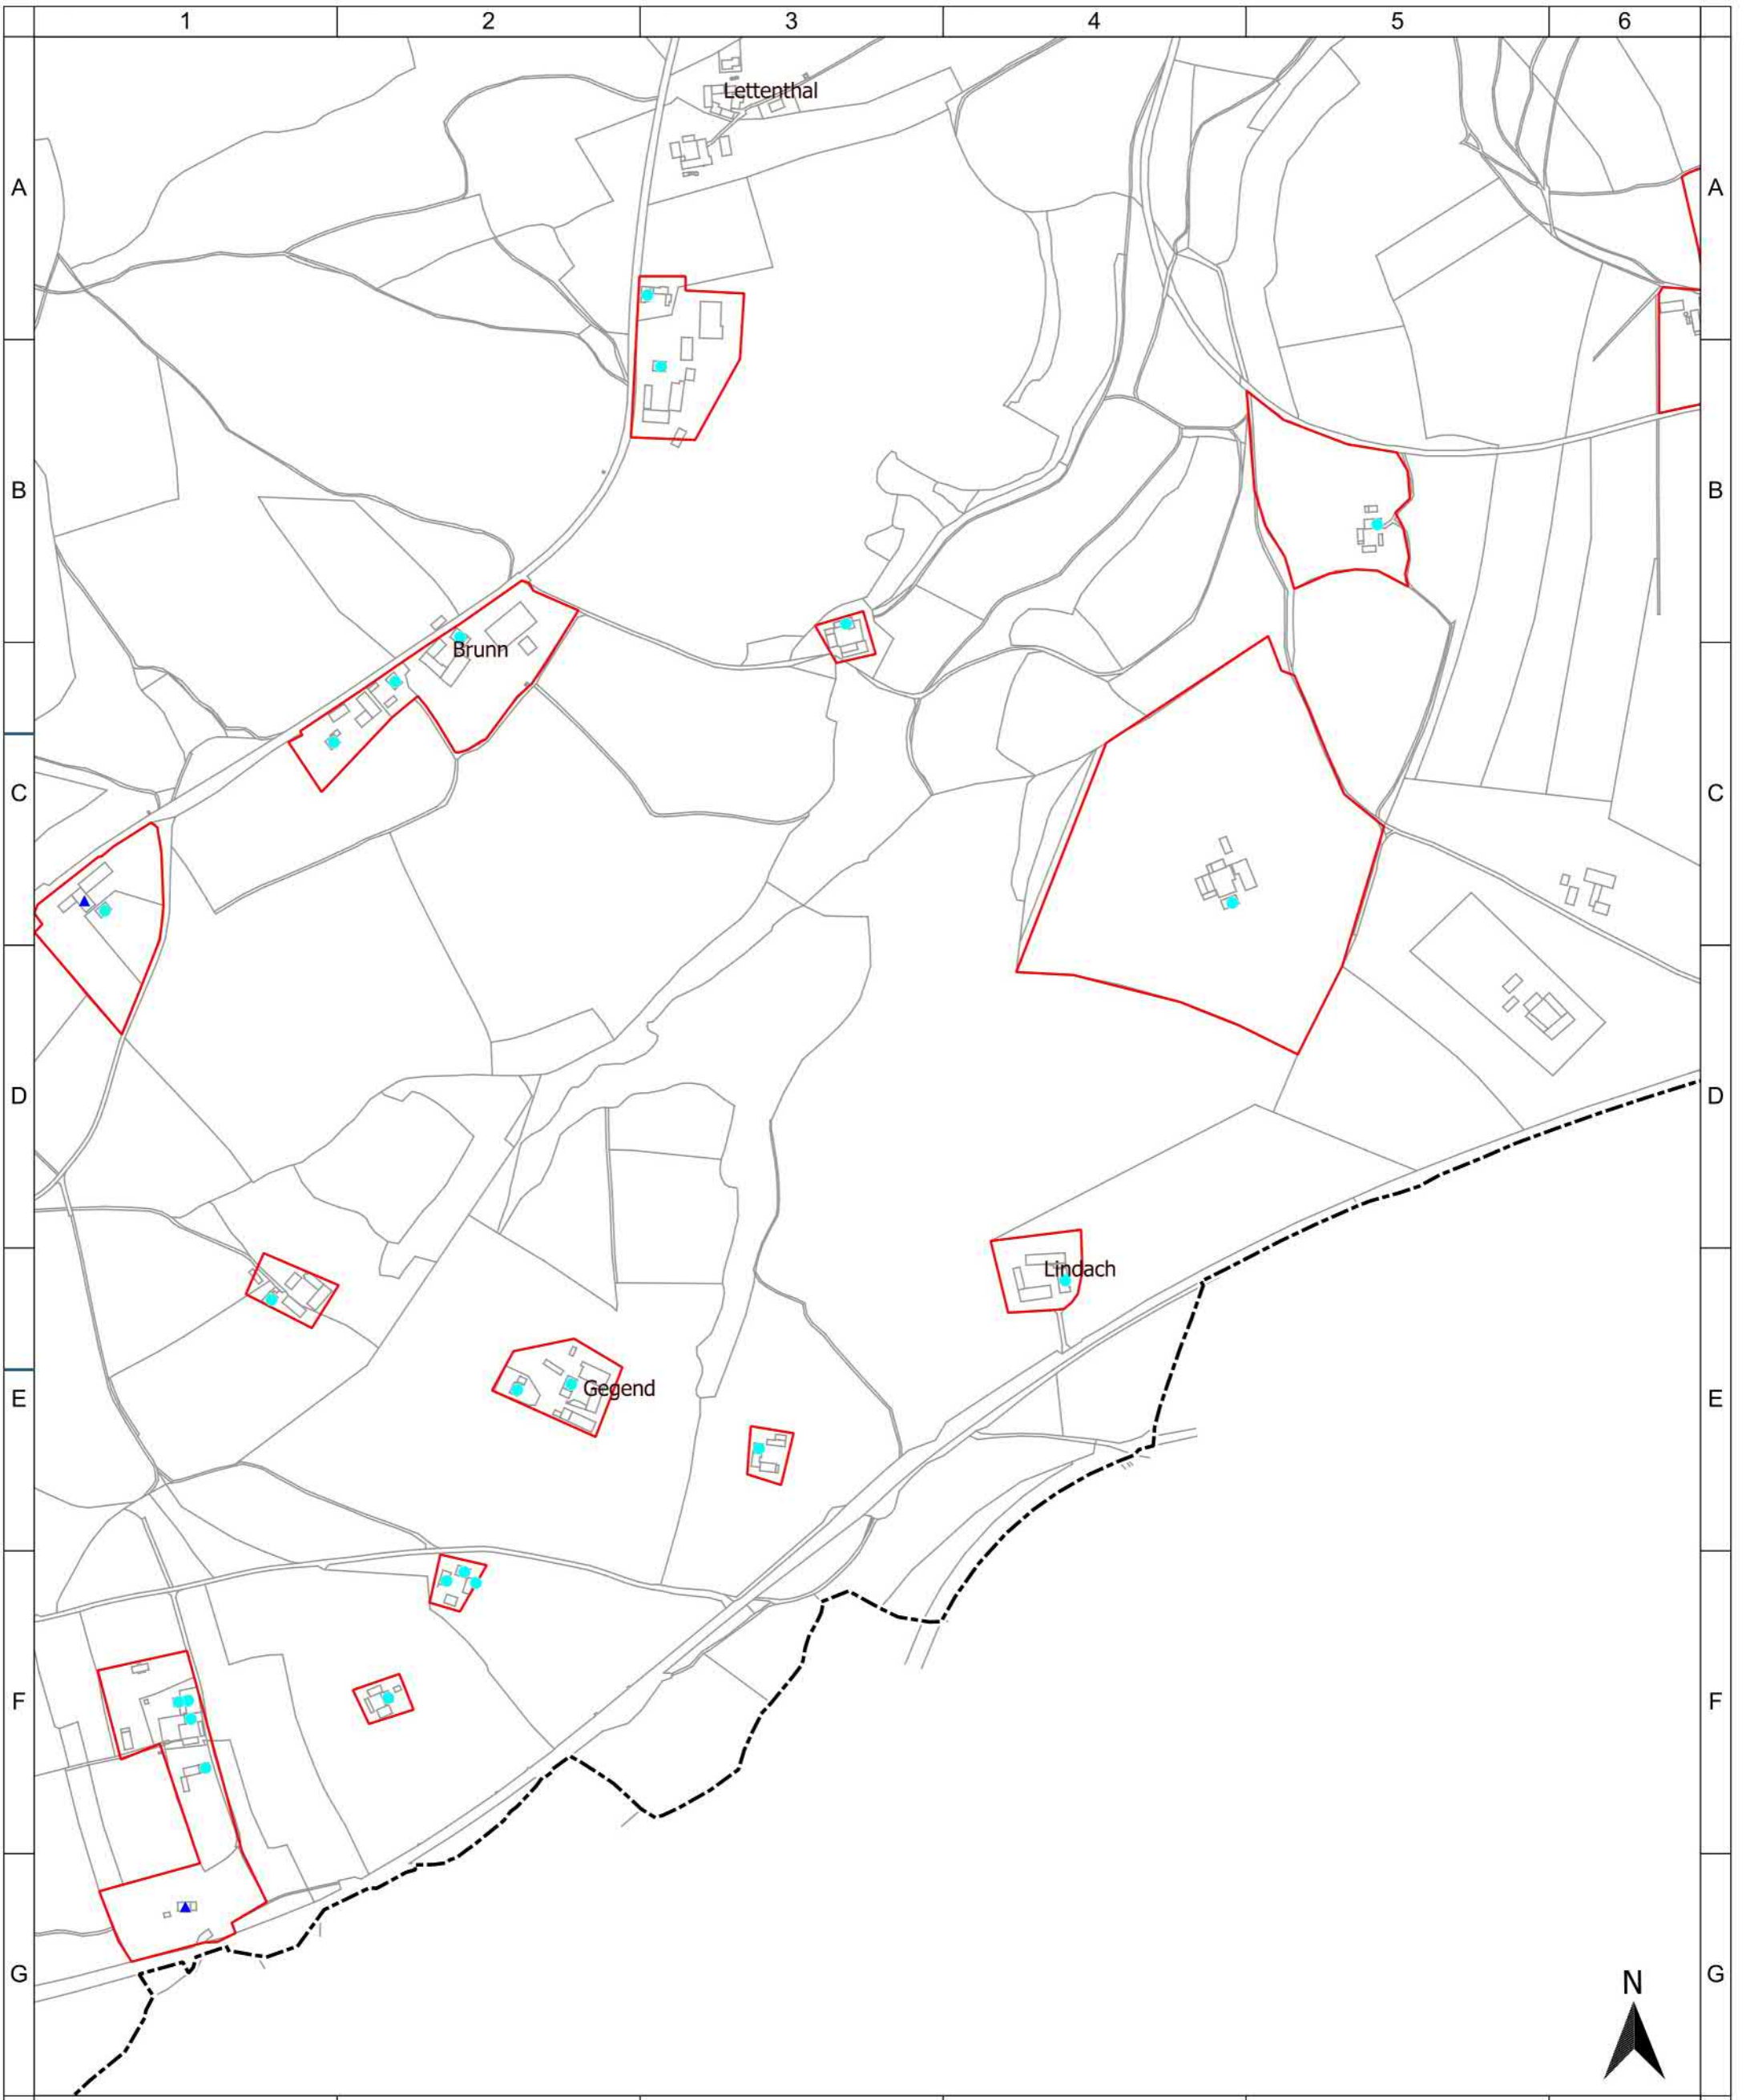 1 2 3 4 5 6
Lettenthal
A A
B B
Brunn
C C
D D
Lindach
Gegend
E E
F F
G G
N